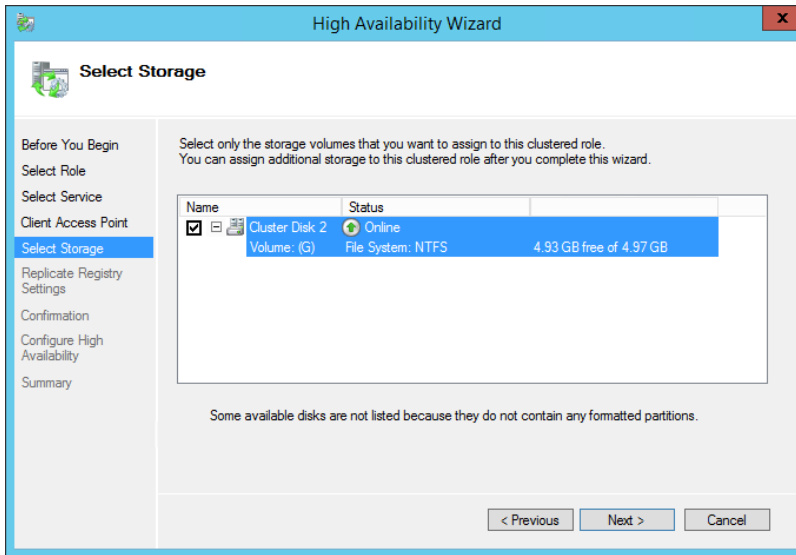 High Availability Wizard
x
Select Storage
Before You Begin
Select Role
Select Service
Client Access Point
Select Storage
Replicate Registry
Settings
Confirmation
Configure High
Availability
Summary
Select only the storage volumes that you want to assign to this clustered role.
You can assign additional storage to this clustered role after you complete this wizard.
Name Status
Cluster Disk 2 Online
Volume: (G) File System: NTFS 4.93 GB free of 4.97 GB
Some available disks are not listed because they do not contain any formatted partitions.
< Previous Next > Cancel